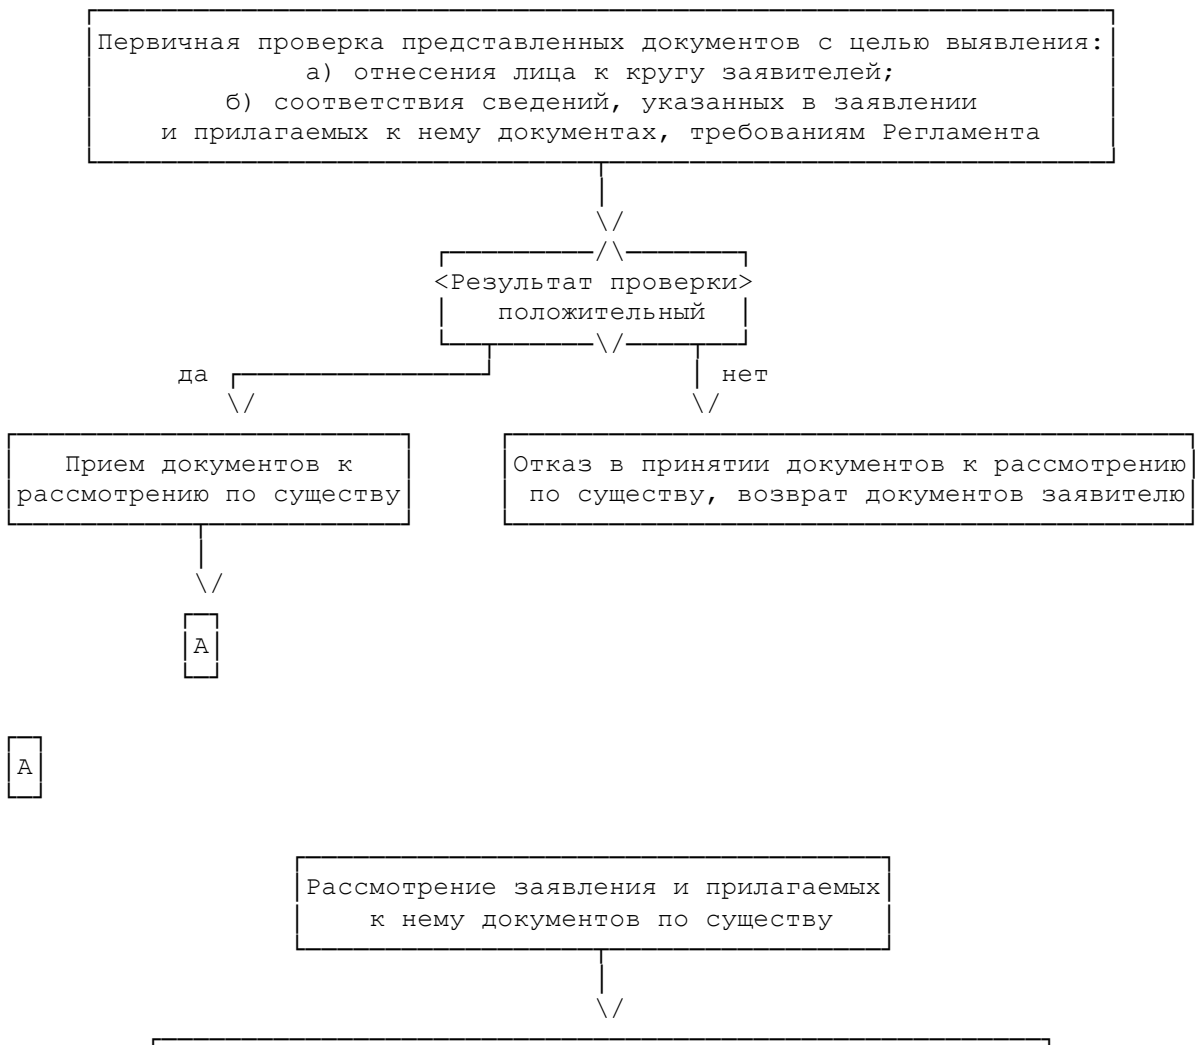 Первичная проверка представленных документов с целью выявления:
а) отнесения лица к кругу заявителей;
б) соответствия сведений, указанных в заявлении
и прилагаемых к нему документах, требованиям Регламента
<Результат проверки>
положительный
да
нет
Прием документов к
рассмотрению по существу
Отказ в принятии документов к рассмотрению
по существу, возврат документов заявителю
А
А
Рассмотрение заявления и прилагаемых
к нему документов по существу